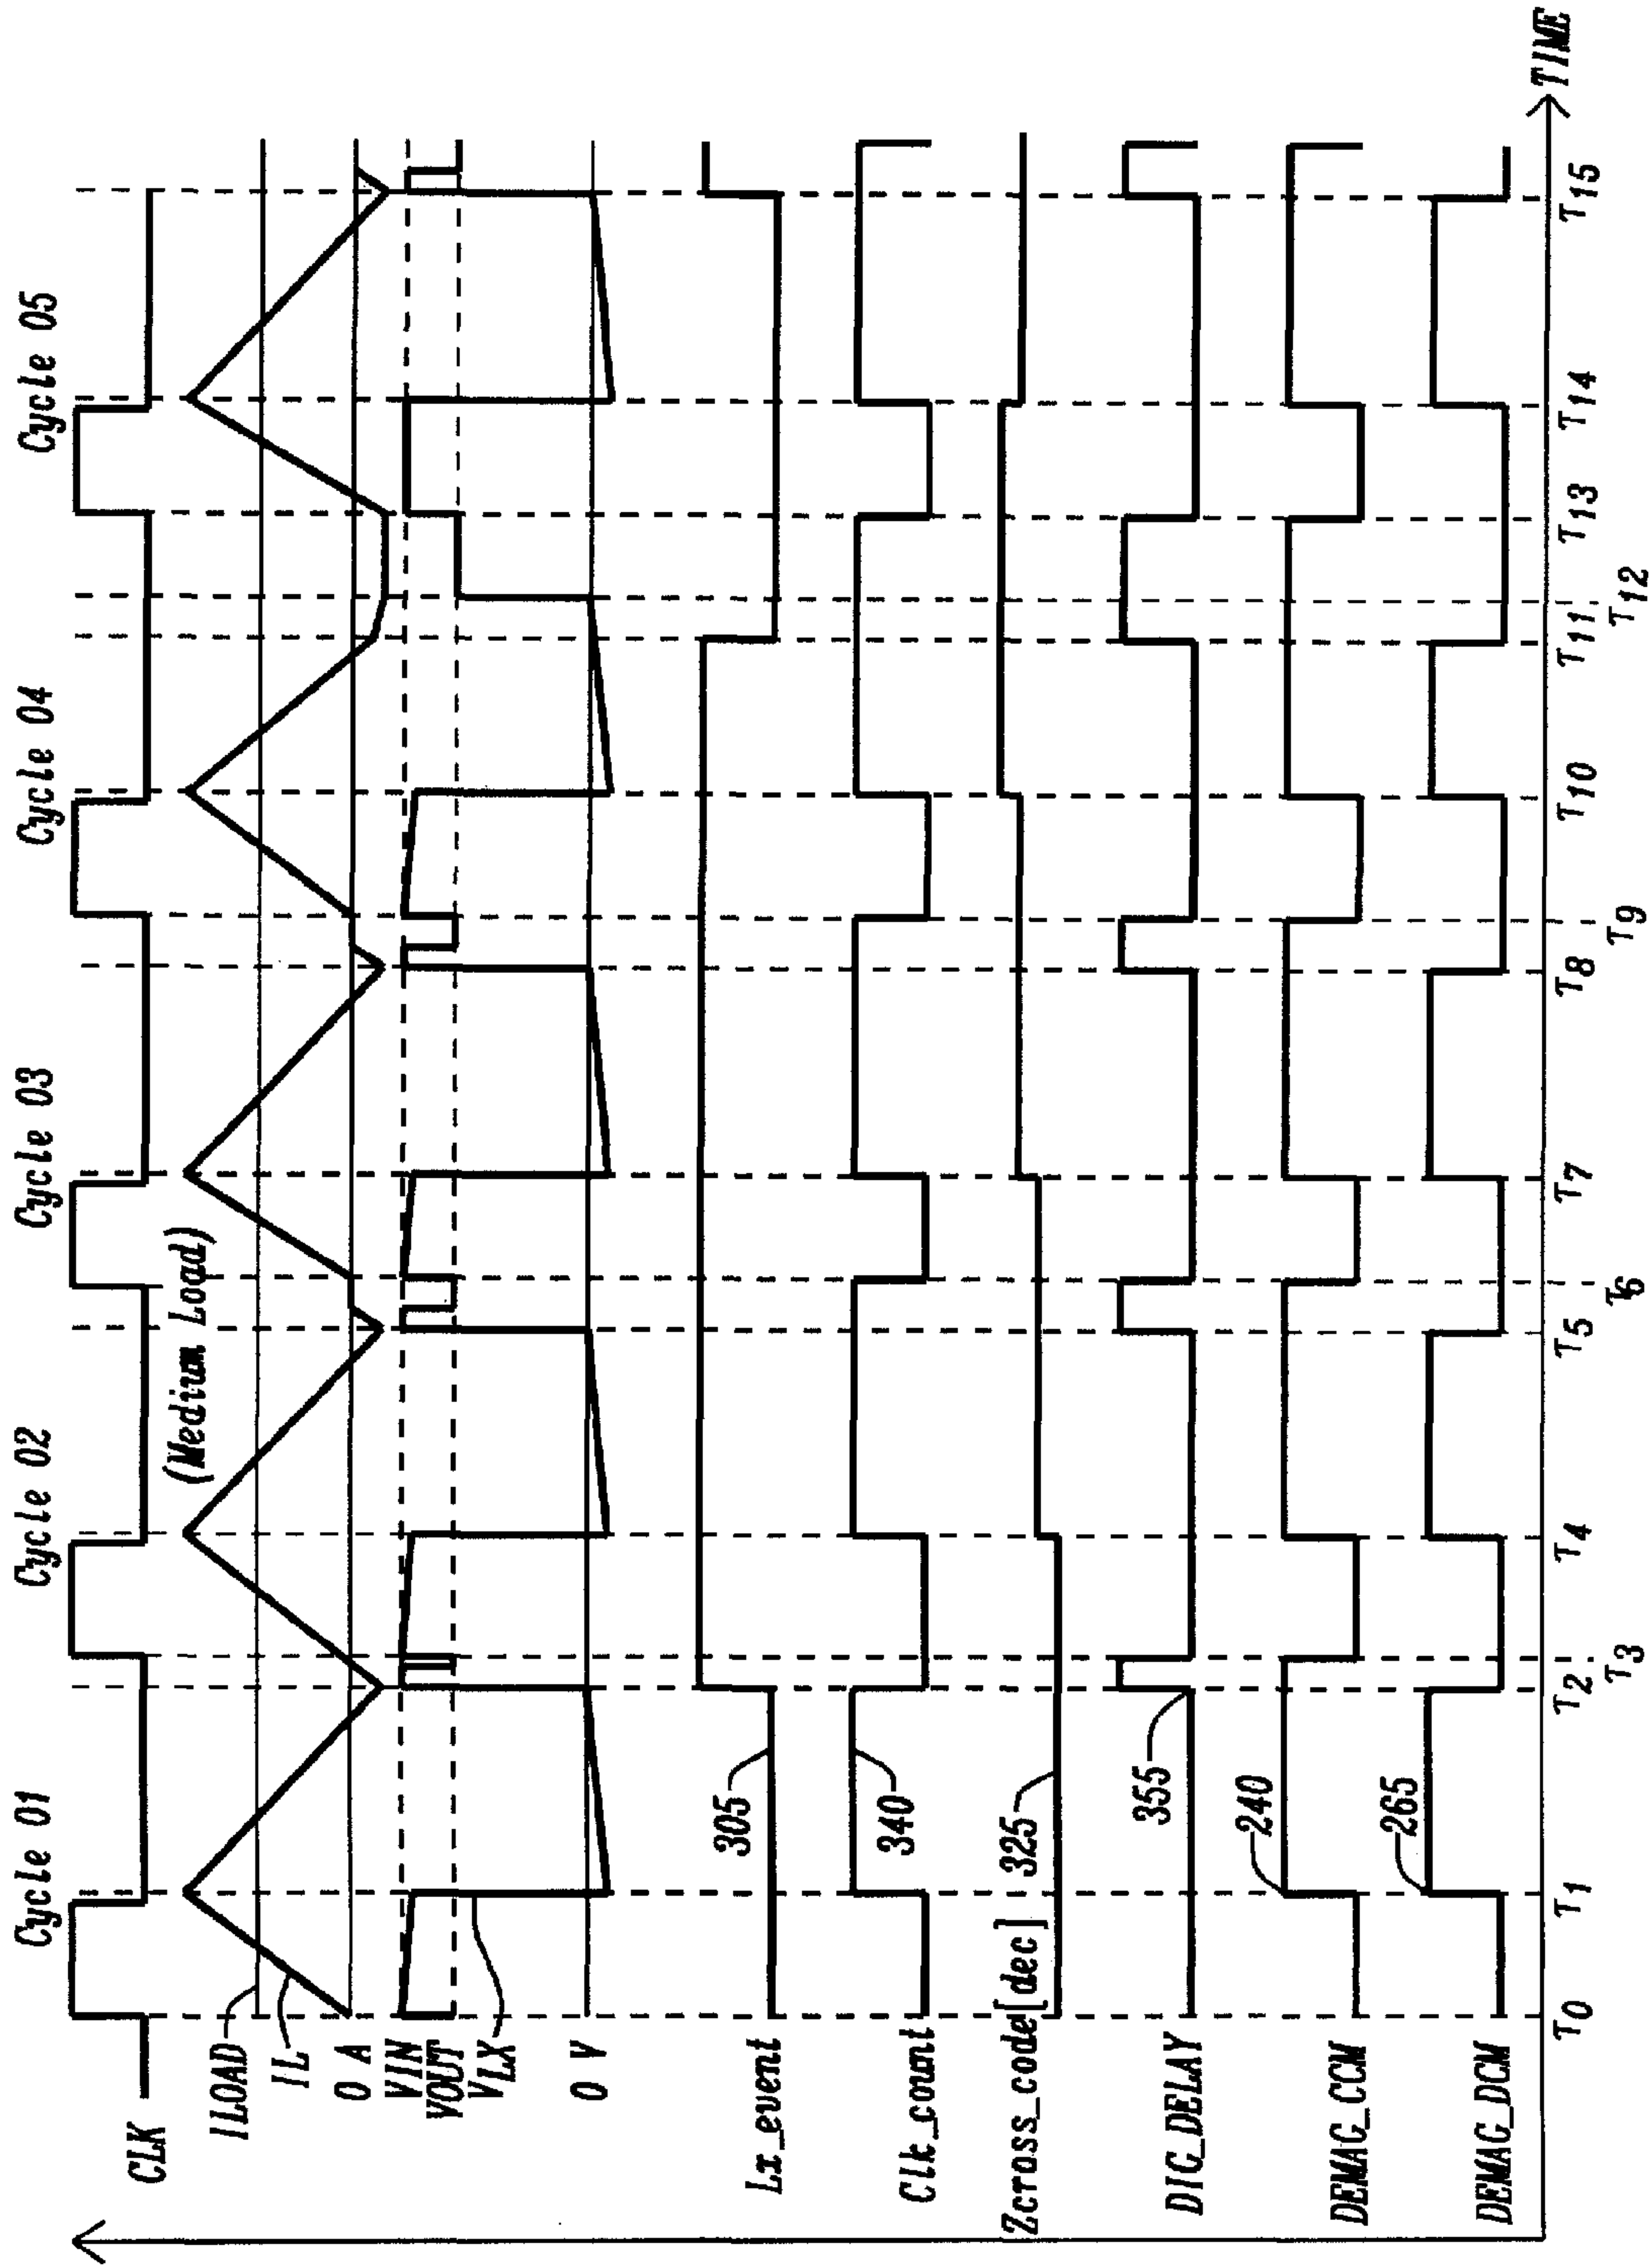 Cycle 01
Cycle 02
Cycle 03
Cycle 04
Cycle 05
CLK
(Medium Load)
ILOAD
IL
0 A
VIN
VOUT
VLX
0 V
Lx_event
305
Clk_count
340
Zcross_code[dec]
325
DIG_DELAY
355
DEMAG_CCM
240
DEMAG_DCM
265
T0
T1
T2
T3
T4
T5
T6
T7
T8
T9
T10
T11
T12
T13
T14
T15
TIME